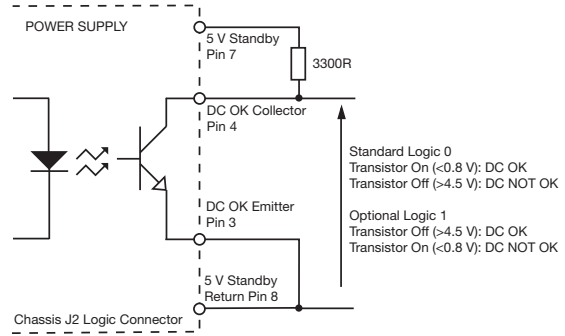 POWER SUPPLY
5 V Standby
Pin 7
3300R
DC OK Collector
Pin 4
Standard Logic 0
Transistor On (<0.8 V): DC OK
Transistor Off (>4.5 V): DC NOT OK
Optional Logic 1
Transistor Off (>4.5 V): DC OK
Transistor On (<0.8 V): DC NOT OK
DC OK Emitter
Pin 3
5 V Standby
Return Pin 8
Chassis J2 Logic Connector